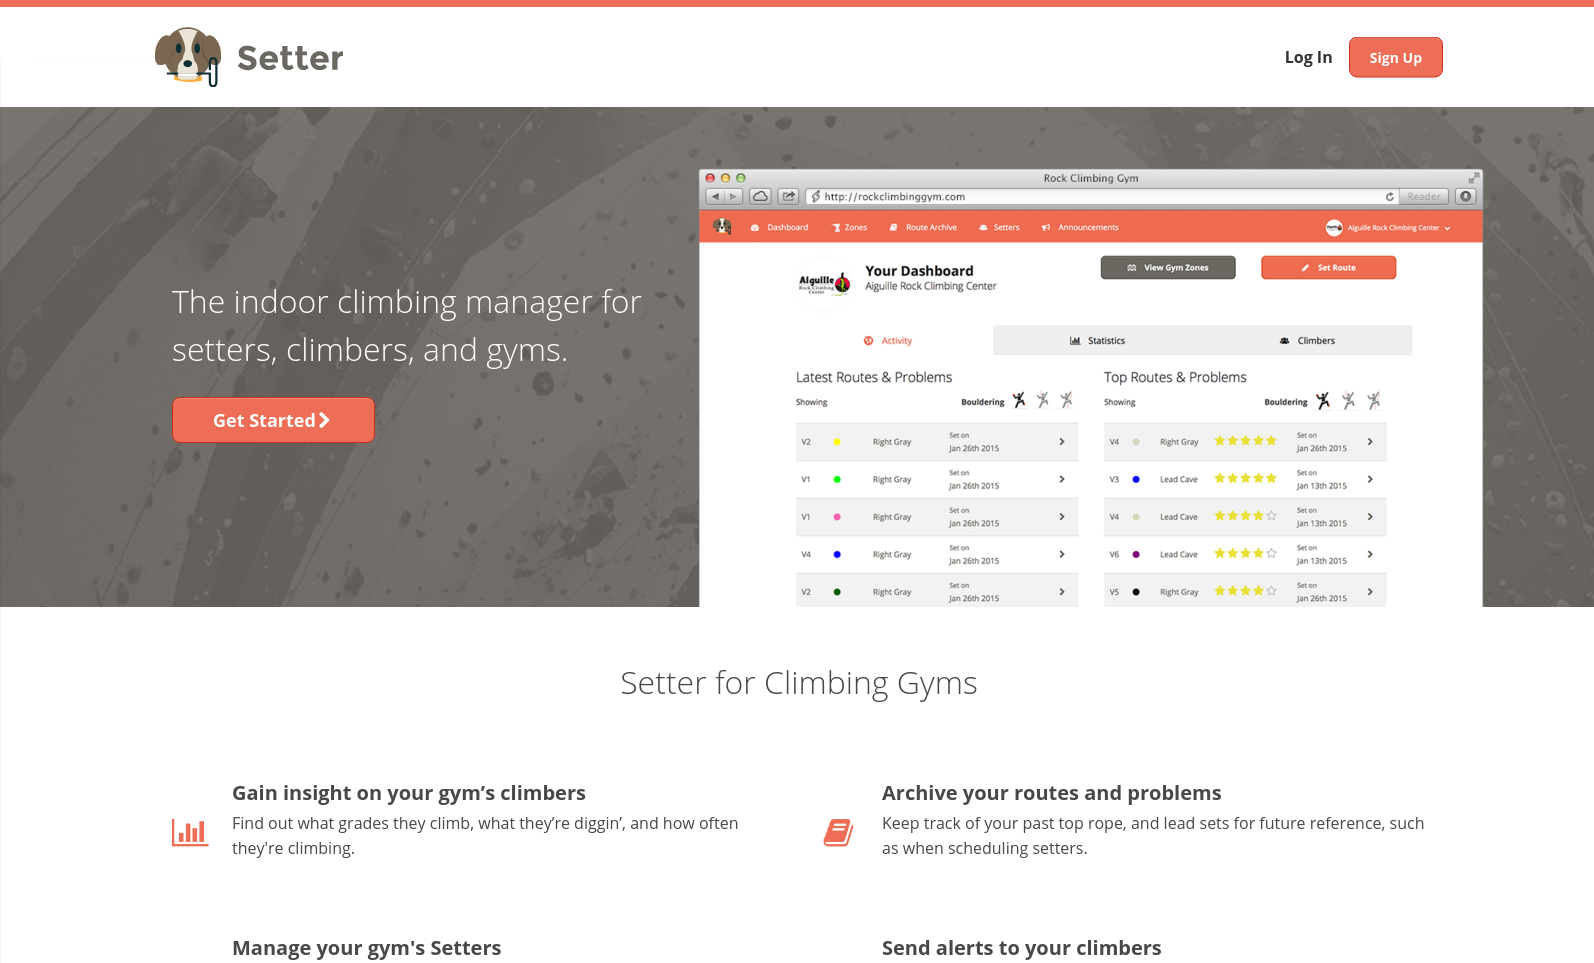 Setter
Log In
Sign Up
The indoor climbing manager for
setters, climbers, and gyms.
Get Started
Rock Climbing Gym
http://rockclimbinggym.com
Reader
Dashboard
Zones
Route Archive
Setters
Announcements
Aiguille Rock Climbing Center
Aiguille
Rock Climbing
Center
Your Dashboard
Aiguille Rock Climbing Center
View Gym Zones
Set Route
Activity
Statistics
Climbers
Latest Routes & Problems
Showing
Bouldering
V2 Right Gray Set on Jan 26th 2015
V1 Right Gray Set on Jan 26th 2015
V1 Right Gray Set on Jan 26th 2015
V4 Right Gray Set on Jan 26th 2015
V2 Right Gray Set on Jan 26th 2015
Top Routes & Problems
Showing
Bouldering
V4 Right Gray Set on Jan 26th 2015
V3 Lead Cave Set on Jan 13th 2015
V4 Lead Cave Set on Jan 13th 2015
V6 Lead Cave Set on Jan 13th 2015
V5 Right Gray Set on Jan 26th 2015
Setter for Climbing Gyms
Gain insight on your gym’s climbers
Find out what grades they climb, what they’re diggin’, and how often
they're climbing.
Archive your routes and problems
Keep track of your past top rope, and lead sets for future reference, such
as when scheduling setters.
Manage your gym's Setters
Send alerts to your climbers